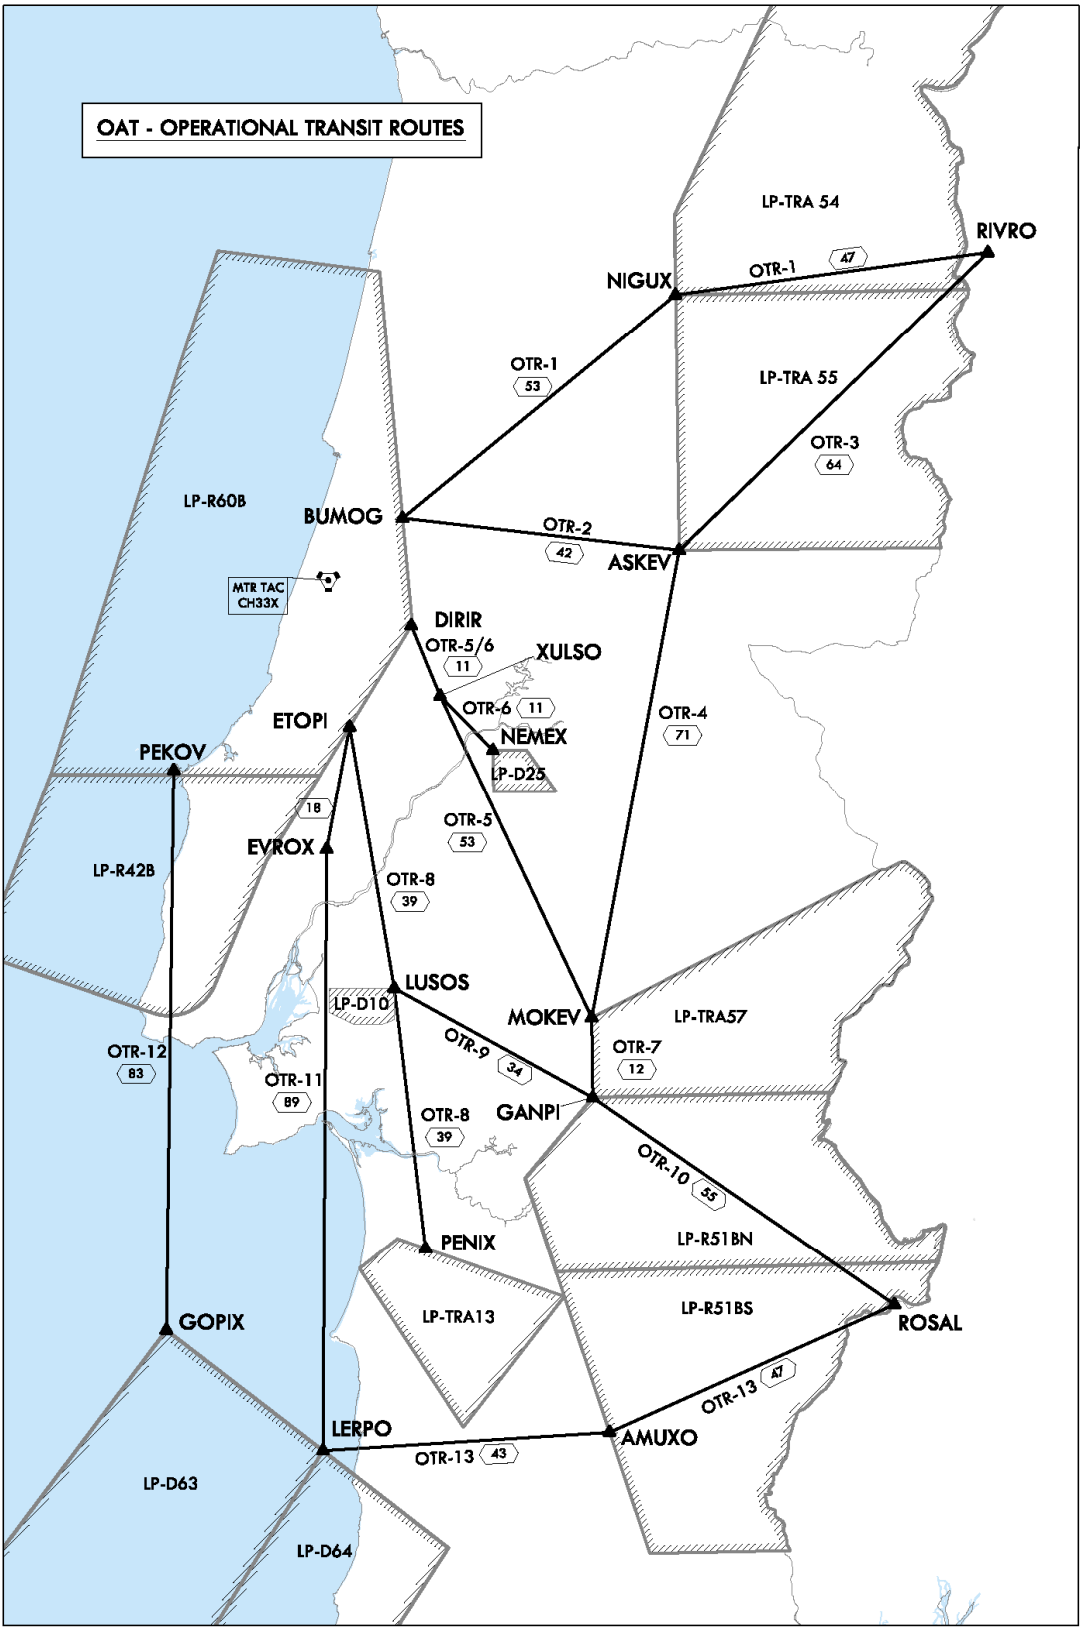 OAT - OPERATIONAL TRANSIT ROUTES
LP-TRA 54
RIVRO
47
OTR-1
NIGUX
OTR-1
53
LP-TRA 55
OTR-3
64
LP-R60B
BUMOG
OTR-2
42
ASKEV
MTR TAC
CH33X
DIRIR
OTR-5/6
11
XULSO
OTR-6
11
ETOPI
OTR-4
71
NEMEX
PEKOV
LP-D25
18
OTR-5
53
EVROX
LP-R42B
OTR-8
39
LUSOS
LP-D10
MOKEV
LP-TRA57
OTR-9
34
OTR-7
12
OTR-12
83
OTR-11
89
GANPI
OTR-8
39
OTR-10
55
PENIX
LP-R51BN
LP-R51BS
LP-TRA13
GOPIX
ROSAL
OTR-13
47
LERPO
AMUXO
OTR-13
43
LP-D63
LP-D64